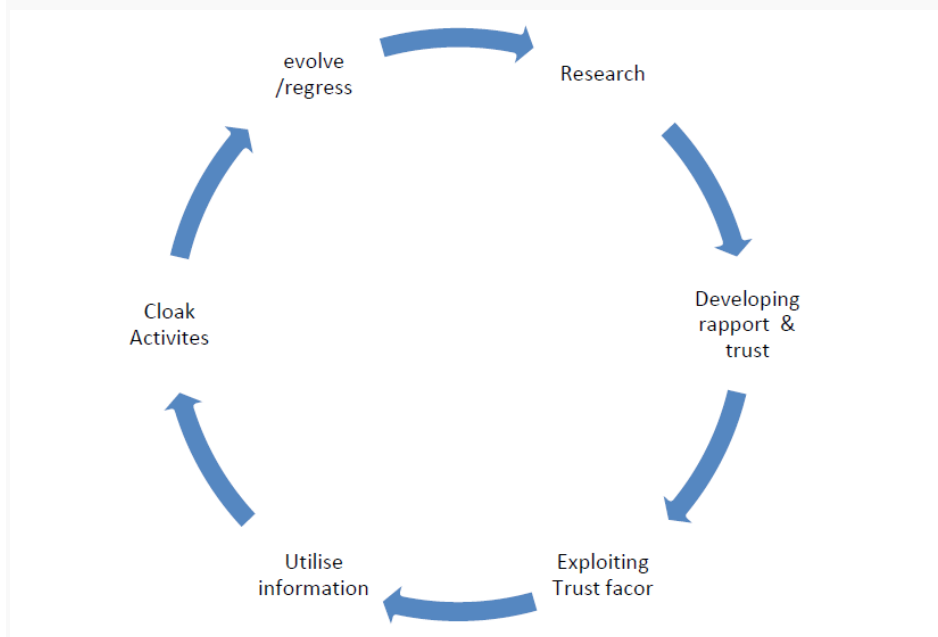 evolve
/regress
Research
Developing
rapport &
trust
Exploiting
Trust facor
Utilise
information
Cloak
Activites